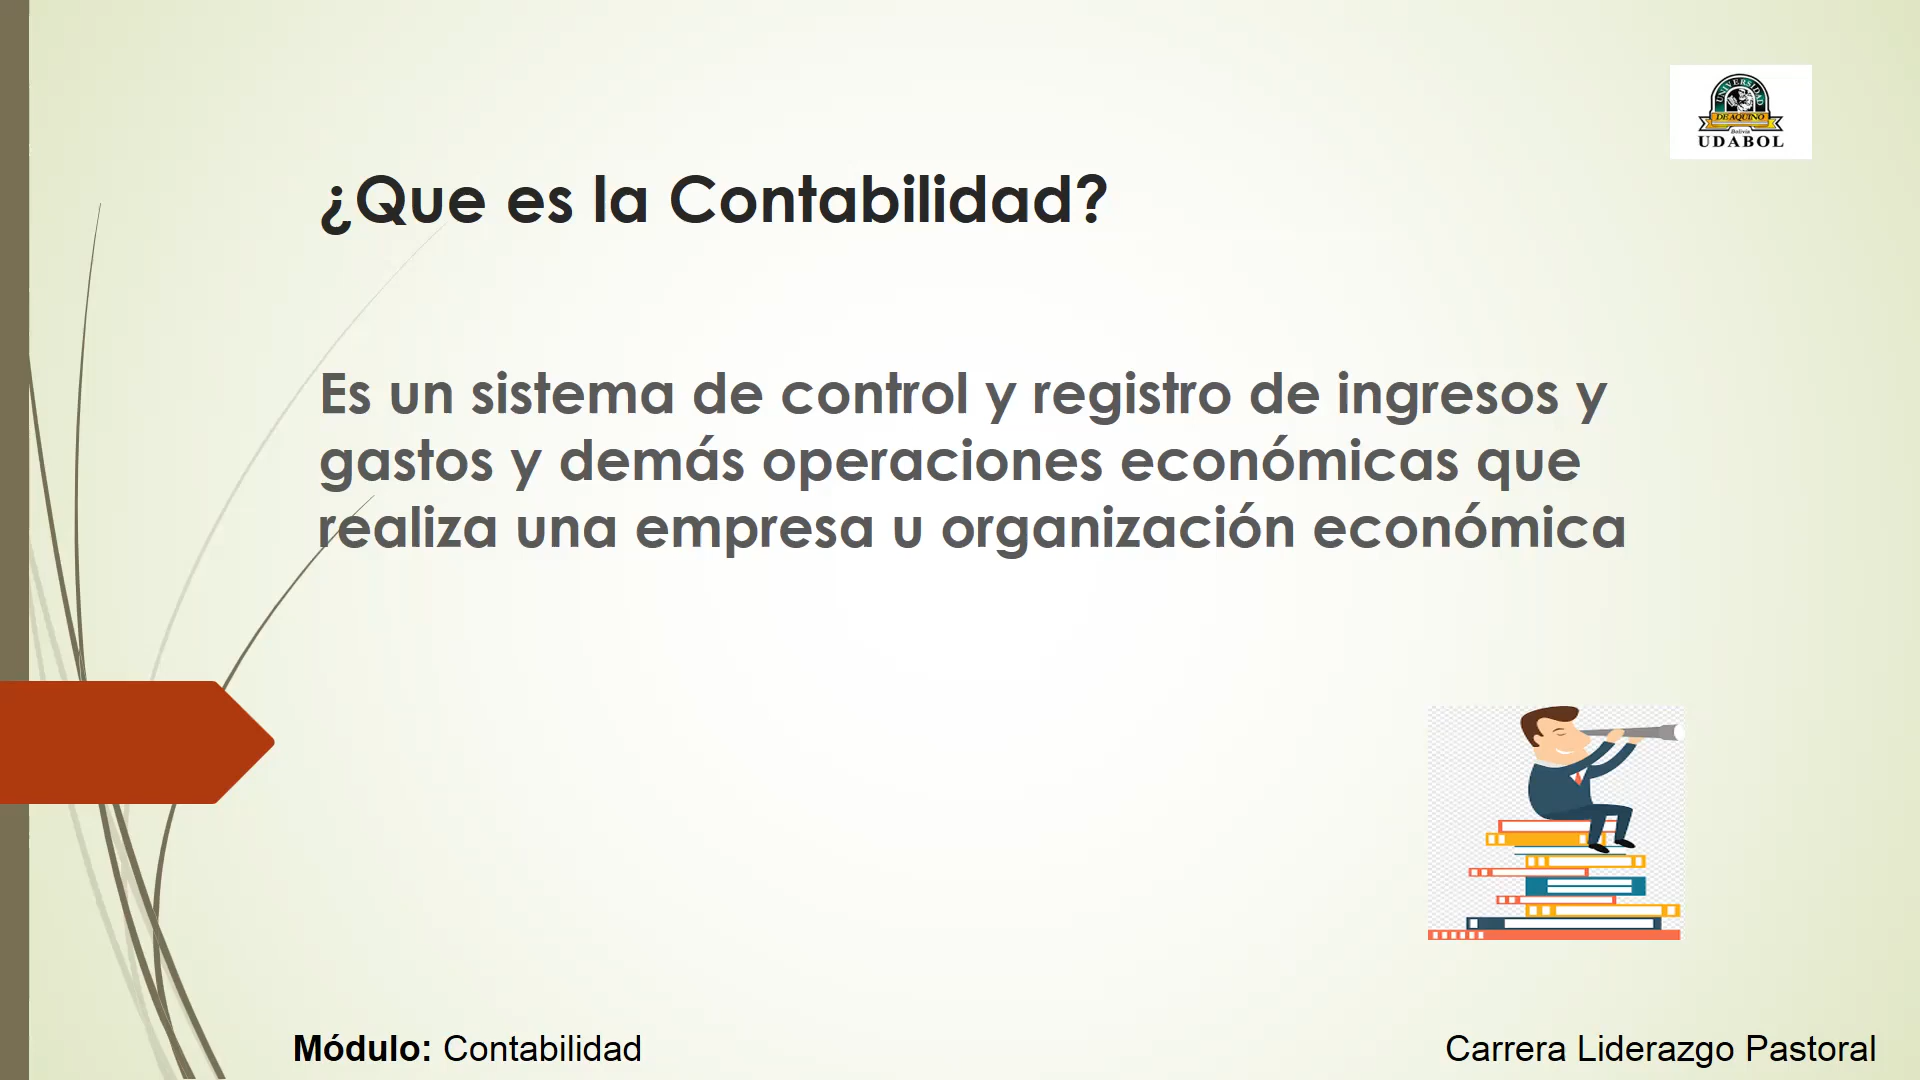 UNIVERSIDAD
DE AQUINO
Bolivia
UDABOL
¿Que es la Contabilidad?
Es un sistema de control y registro de ingresos y
gastos y demás operaciones económicas que
realiza una empresa u organización económica
Módulo: Contabilidad
Carrera Liderazgo Pastoral